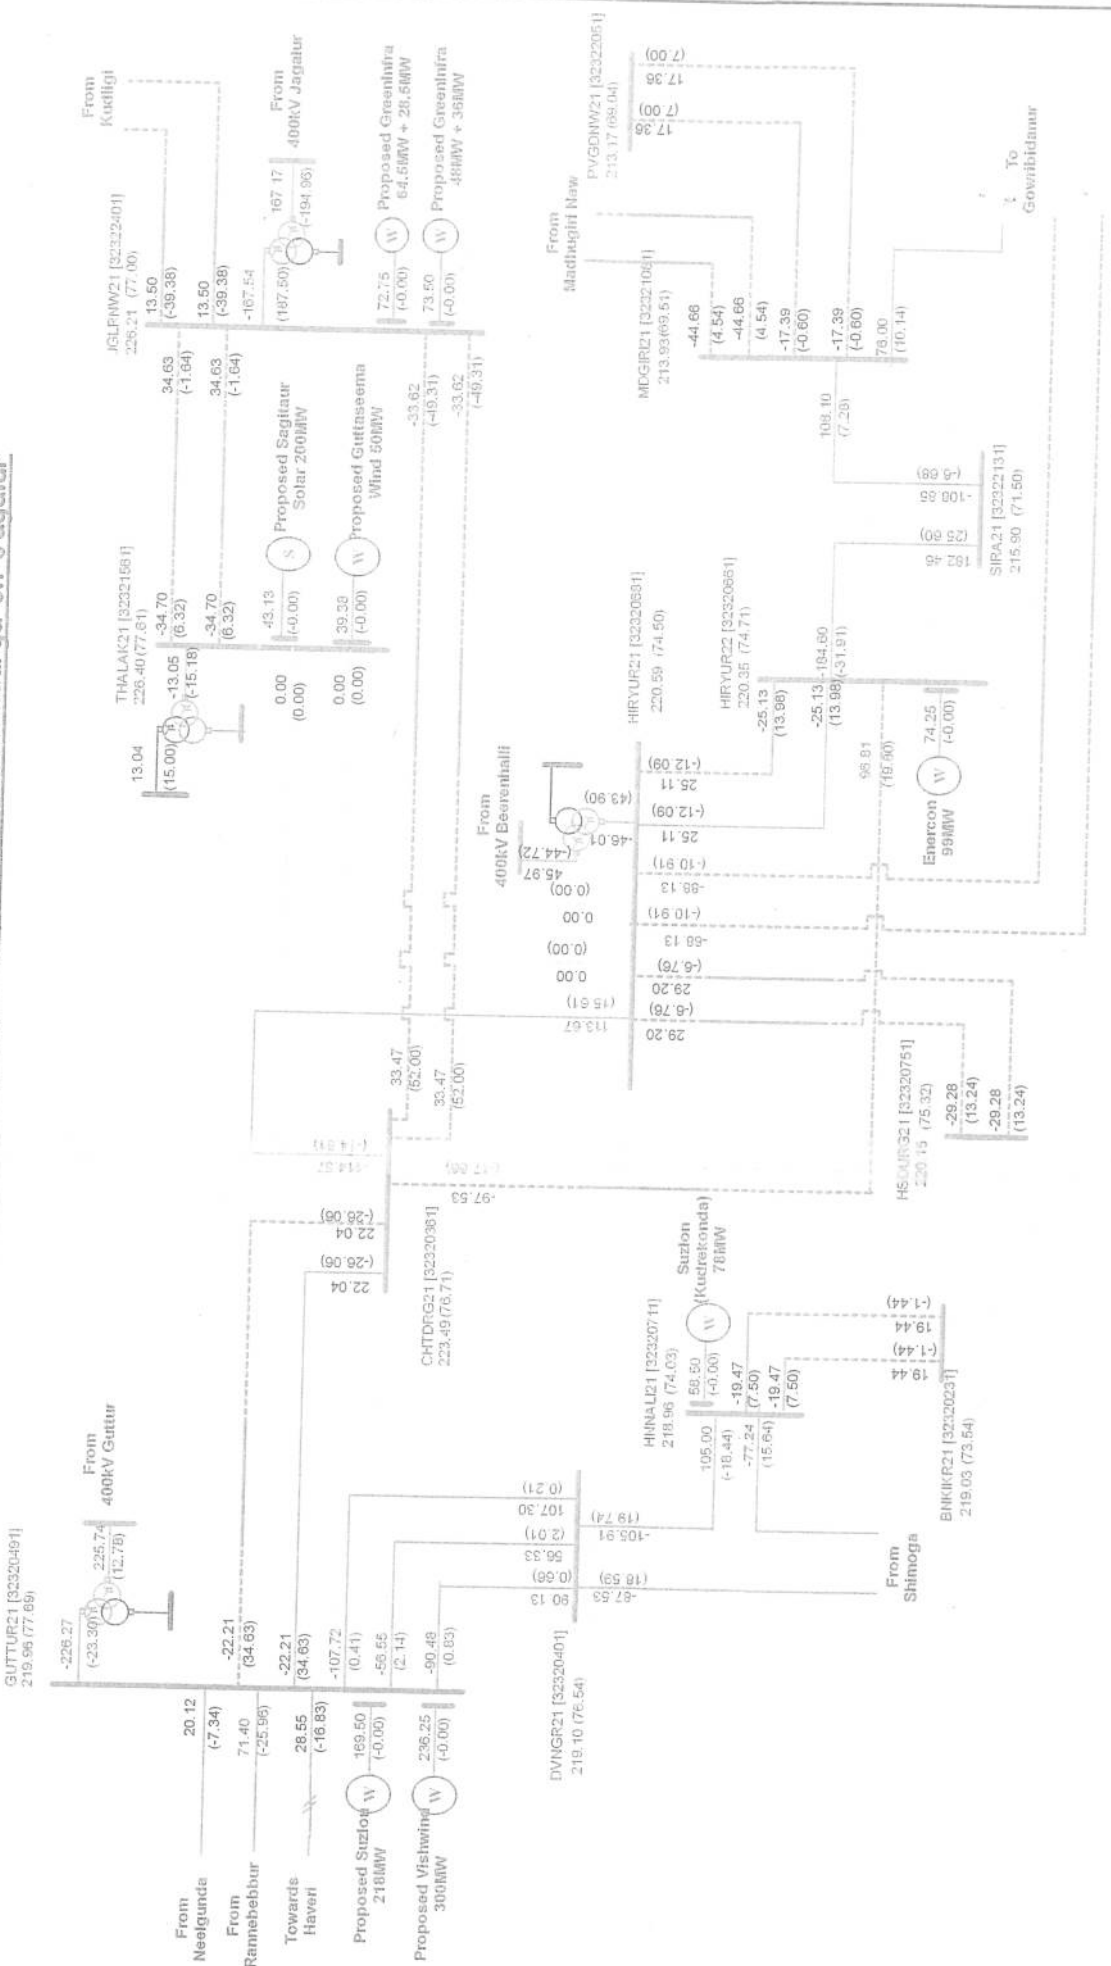 GUTTUR21 [32320491]
219.96 (77.69)
-226.27
(-23.30)
225.74
(12.78)
From
400kV Guttur
20.12
(-7.34)
From
Neelgunda
-22.21
(34.63)
71.40
(-25.96)
From
Rannebebbur
-22.21
(34.63)
28.55
(-16.83)
Towards
Haveri
-107.72
(0.41)
-56.55
(2.14)
-90.48
(0.83)
169.50
(-0.00)
W
Proposed Suzlon
218MW
236.25
(-0.00)
W
Proposed Vishwind
300MW
DVNGR21 [32320401]
219.10 (76.54)
90.13
(0.66)
56.33
(2.01)
107.30
(0.21)
-87.53
(18.59)
-105.91
(19.74)
From
Shimoga
HNNALI21 [32320711]
218.96 (74.03)
105.00
(-18.44)
-77.24
(15.64)
58.50
(-0.00)
W
Suzlon
(Kudrekonda)
78MW
-19.47
(7.50)
-19.47
(7.50)
19.44
(-1.44)
19.44
(-1.44)
BNKIKR21 [32320231]
219.03 (73.54)
CHTDRG21 [32320361]
223.49 (76.71)
22.04
(-26.06)
22.04
(-26.06)
-97.53
33.47
(52.00)
33.47
(52.00)
THALAK21 [32321581]
226.40 (77.81)
13.04
(15.00)
-13.05
(-15.18)
-34.70
(6.32)
-34.70
(6.32)
0.00
(0.00)
0.00
(0.00)
43.13
(-0.00)
S
Proposed Sagitaur
Solar 200MW
39.38
(-0.00)
W
Proposed Guttaseema
Wind 50MW
JGLRNW21 [32322401]
226.21 (77.00)
34.63
(-1.64)
34.63
(-1.64)
13.50
(-39.38)
13.50
(-39.38)
From
Kudligi
-167.54
(187.50)
167.17
(-194.96)
From
400kV Jagalur
72.75
(-0.00)
W
Proposed GreenInfra
64.5MW + 28.5MW
73.50
(-0.00)
W
Proposed GreenInfra
48MW + 36MW
-33.62
(-49.31)
-33.62
(-49.31)
HIRYUR21 [32320681]
220.59 (74.50)
From
400kV Beerenhalli
45.97
(-44.72)
-46.01
(43.90)
113.67
(15.61)
0.00
(0.00)
0.00
(0.00)
29.20
(-6.76)
29.20
(-6.76)
-68.13
(-10.91)
-68.13
(-10.91)
25.11
(-12.09)
25.11
(-12.09)
HSDURG21 [32320751]
220.15 (75.32)
-29.28
(13.24)
-29.28
(13.24)
HIRYUR22 [32320661]
220.35 (74.71)
-25.13
(13.98)
-25.13
(13.98)
-184.60
(-31.91)
96.81
(19.60)
74.25
(-0.00)
W
Enercon
99MW
SIRA21 [32322131]
215.90 (71.50)
182.46
(25.60)
-108.85
(-6.68)
MDGIRI21 [32321081]
213.93 (69.51)
108.10
(7.28)
-44.66
(4.54)
-44.66
(4.54)
-17.39
(-0.60)
-17.39
(-0.60)
76.00
(10.14)
From
Madhugiri New
PVGDNW21 [32322051]
213.17 (69.04)
17.36
(7.00)
17.36
(7.00)
To
Gowribidanur